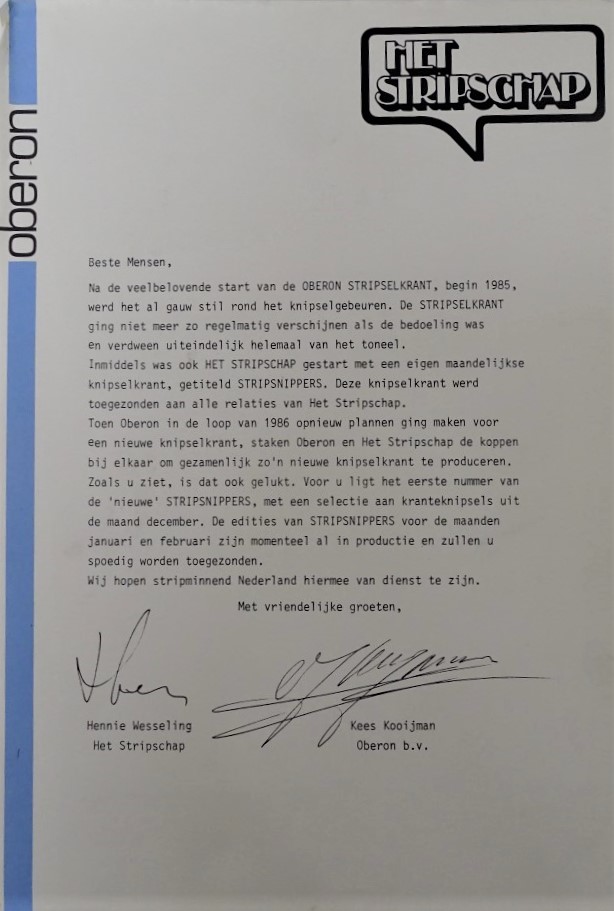 oberon
HET
STRIPSCHAP
Beste Mensen,
Na de veelbelovende start van de OBERON STRIPSELKRANT, begin 1985,
werd het al gauw stil rond het knipselgebeuren. De STRIPSELKRANT
ging niet meer zo regelmatig verschijnen als de bedoeling was
en verdween uiteindelijk helemaal van het toneel.
Inmiddels was ook HET STRIPSCHAP gestart met een eigen maandelijkse
knipselkrant, getiteld STRIPSNIPPERS. Deze knipselkrant werd
toegezonden aan alle relaties van Het Stripschap.
Toen Oberon in de loop van 1986 opnieuw plannen ging maken voor
een nieuwe knipselkrant, staken Oberon en Het Stripschap de koppen
bij elkaar om gezamenlijk zo'n nieuwe knipselkrant te produceren.
Zoals u ziet, is dat ook gelukt. Voor u ligt het eerste nummer van
de 'nieuwe' STRIPSNIPPERS, met een selectie aan kranteknipsels uit
de maand december. De edities van STRIPSNIPPERS voor de maanden
januari en februari zijn momenteel al in productie en zullen u
spoedig worden toegezonden.
Wij hopen stripminnend Nederland hiermee van dienst te zijn.
Met vriendelijke groeten,
Hennie Wesseling
Het Stripschap
Kees Kooijman
Oberon b.v.